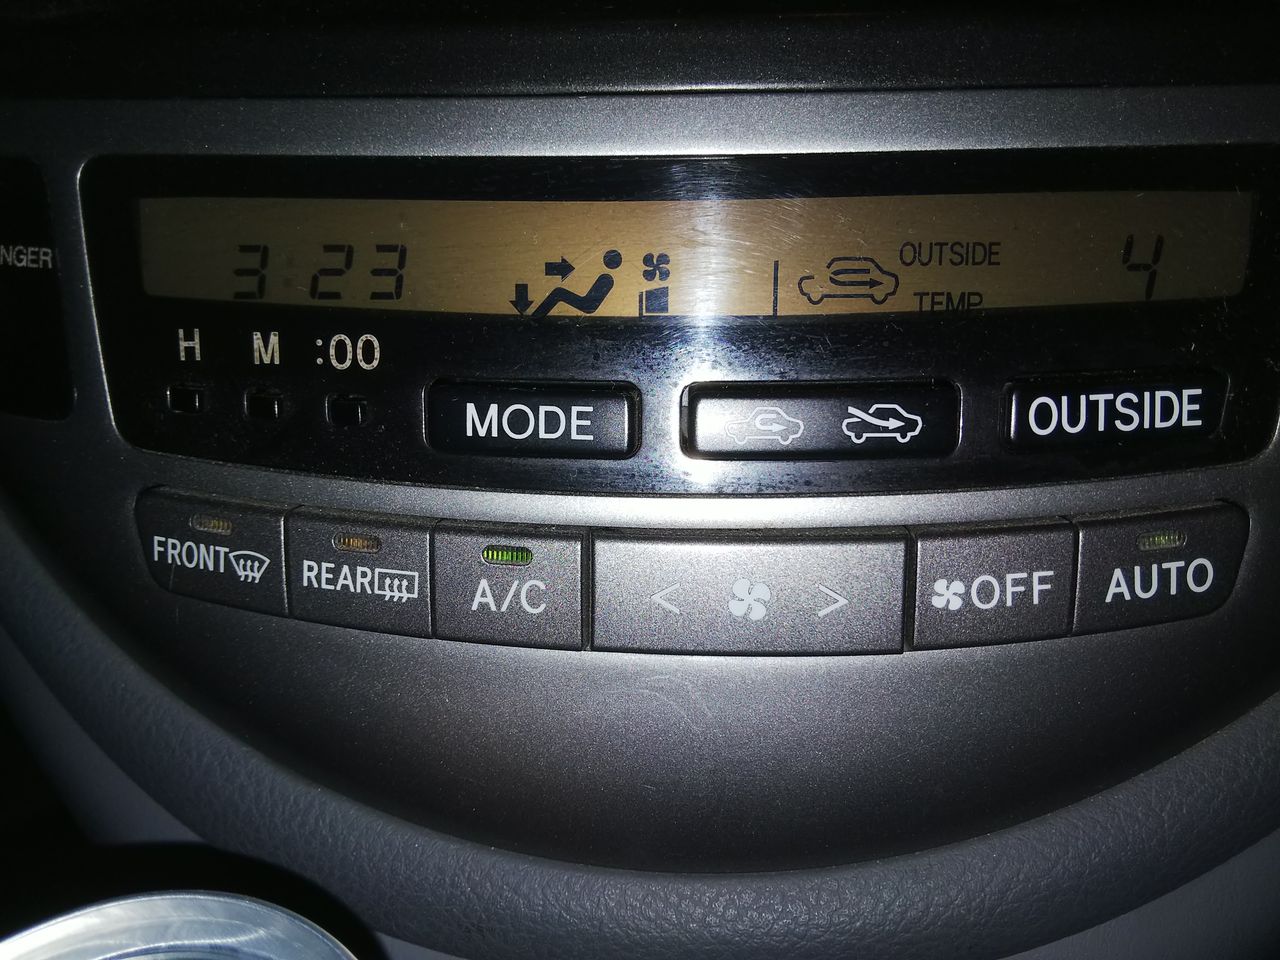 NGER
3 23
OUTSIDE
TEMP
4
H M :00
MODE
OUTSIDE
FRONT
REAR
A/C
< >
OFF
AUTO